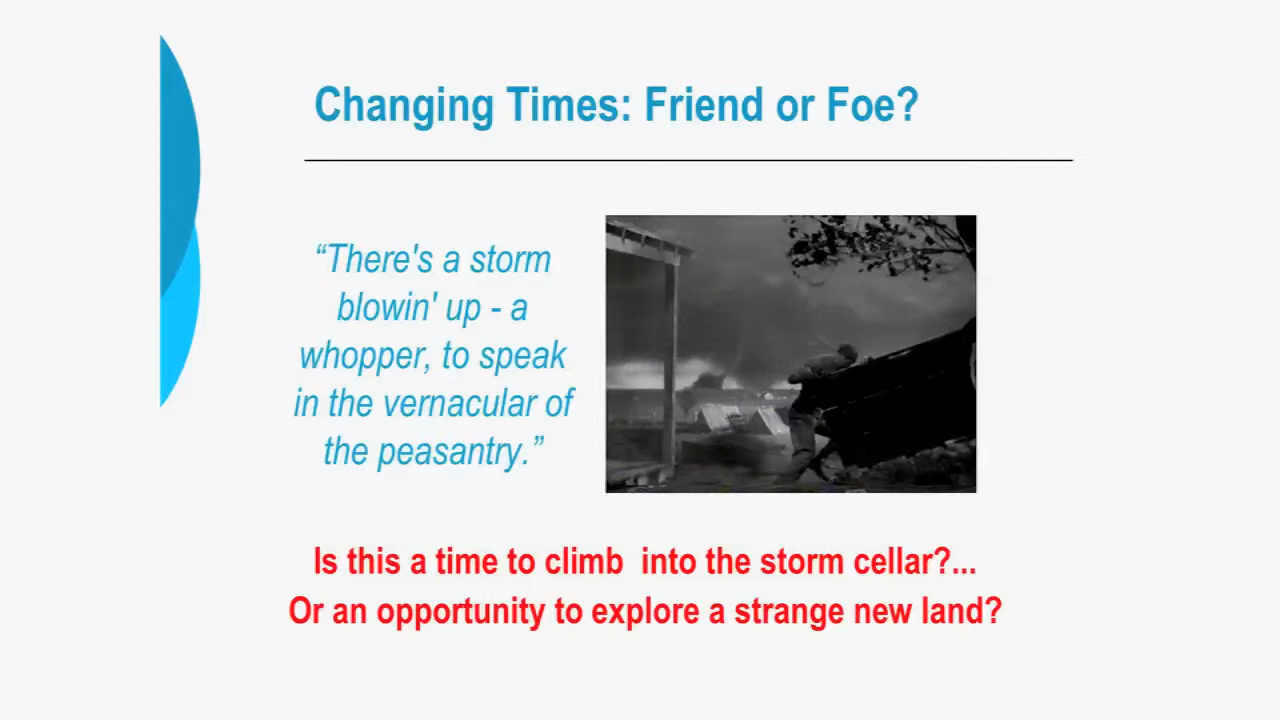 Changing Times: Friend or Foe?
“There's a storm
blowin' up - a
whopper, to speak
in the vernacular of
the peasantry.”
Is this a time to climb  into the storm cellar?...
Or an opportunity to explore a strange new land?